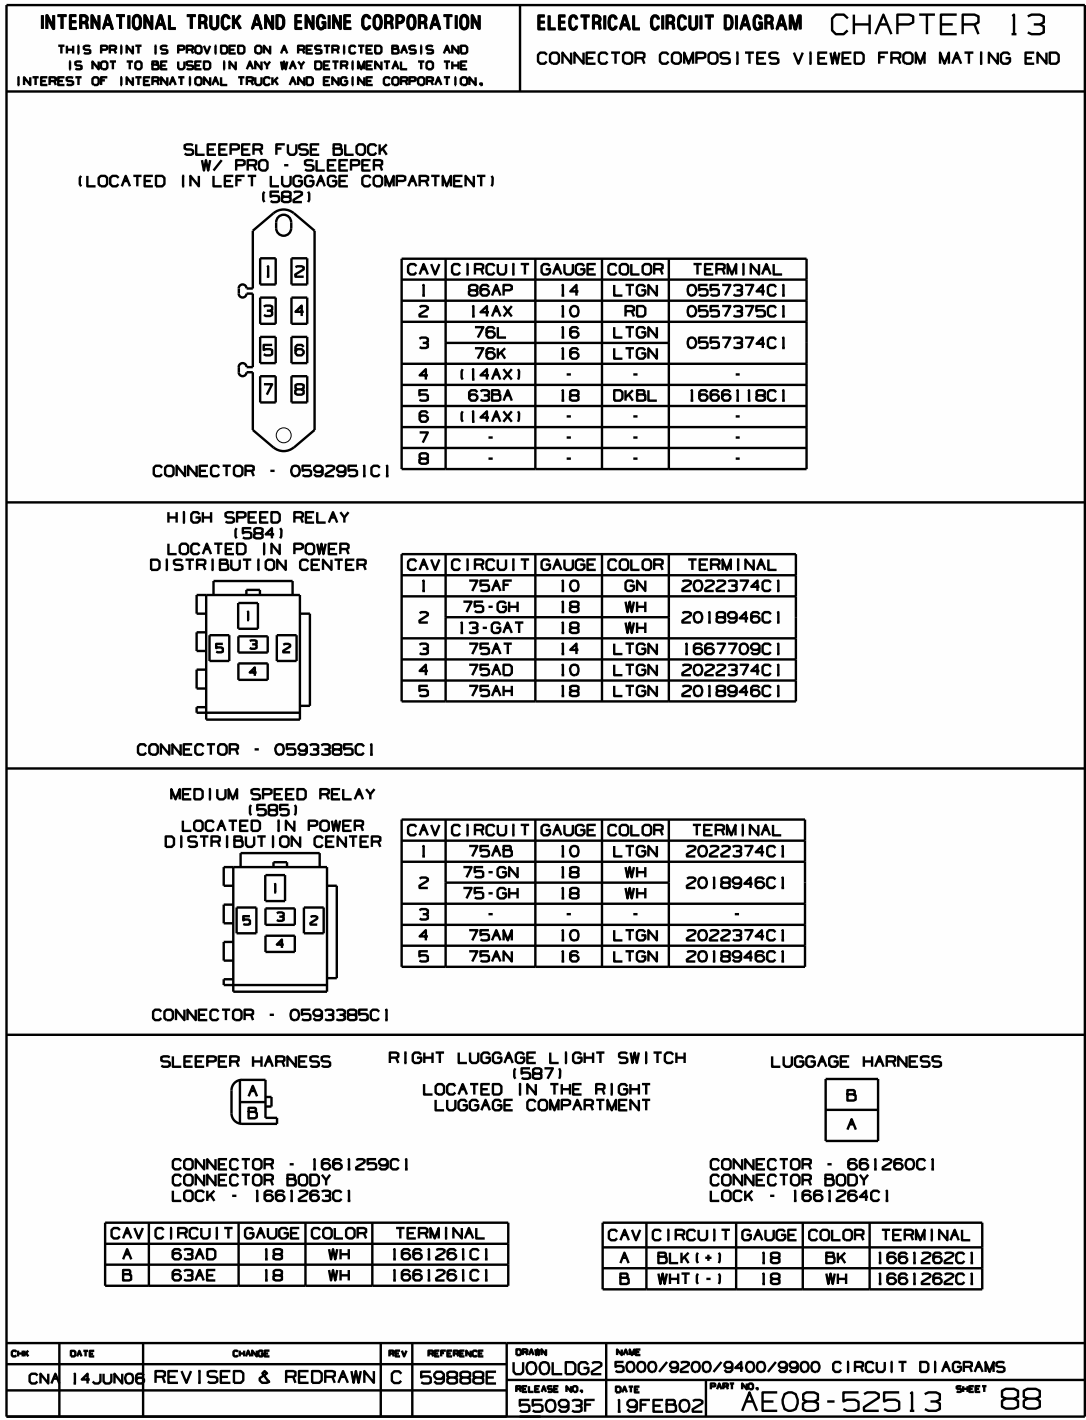 INTERNATIONAL TRUCK AND ENGINE CORPORATION
THIS PRINT IS PROVIDED ON A RESTRICTED BASIS AND
IS NOT TO BE USED IN ANY WAY DETRIMENTAL TO THE
INTEREST OF INTERNATIONAL TRUCK AND ENGINE CORPORATION.
ELECTRICAL CIRCUIT DIAGRAM CHAPTER 13
CONNECTOR COMPOSITES VIEWED FROM MATING END
SLEEPER FUSE BLOCK
W/ PRO - SLEEPER
(LOCATED IN LEFT LUGGAGE COMPARTMENT)
(582)
1 2
3 4
5 6
7 8
CONNECTOR - 0592951C1
CAV CIRCUIT GAUGE COLOR TERMINAL
1 86AP 14 LTGN 0557374C1
2 14AX 10 RD 0557375C1
3 76L 16 LTGN 0557374C1
76K 16 LTGN
4 (14AX) - - -
5 63BA 18 DKBL 1666118C1
6 (14AX) - - -
7 - - - -
8 - - - -
HIGH SPEED RELAY
(584)
LOCATED IN POWER
DISTRIBUTION CENTER
1
5 3 2
4
CONNECTOR - 0593385C1
CAV CIRCUIT GAUGE COLOR TERMINAL
1 75AF 10 GN 2022374C1
2 75-GH 18 WH 2018946C1
13-GAT 18 WH
3 75AT 14 LTGN 1667709C1
4 75AD 10 LTGN 2022374C1
5 75AH 18 LTGN 2018946C1
MEDIUM SPEED RELAY
(585)
LOCATED IN POWER
DISTRIBUTION CENTER
1
5 3 2
4
CONNECTOR - 0593385C1
CAV CIRCUIT GAUGE COLOR TERMINAL
1 75AB 10 LTGN 2022374C1
2 75-GN 18 WH 2018946C1
75-GH 18 WH
3 - - - -
4 75AM 10 LTGN 2022374C1
5 75AN 16 LTGN 2018946C1
RIGHT LUGGAGE LIGHT SWITCH
(587)
LOCATED IN THE RIGHT
LUGGAGE COMPARTMENT
SLEEPER HARNESS
A
B
CONNECTOR - 1661259C1
CONNECTOR BODY
LOCK - 1661263C1
CAV CIRCUIT GAUGE COLOR TERMINAL
A 63AD 18 WH 1661261C1
B 63AE 18 WH 1661261C1
LUGGAGE HARNESS
B
A
CONNECTOR - 661260C1
CONNECTOR BODY
LOCK - 1661264C1
CAV CIRCUIT GAUGE COLOR TERMINAL
A BLK(+) 18 BK 1661262C1
B WHT(-) 18 WH 1661262C1
CHK DATE CHANGE REV REFERENCE
CNA 14JUN06 REVISED & REDRAWN C 59888E
DRAWN
U00LDG2
NAME
5000/9200/9400/9900 CIRCUIT DIAGRAMS
RELEASE NO.
55093F
DATE
19FEB02
PART NO.
AE08-52513
SHEET 88